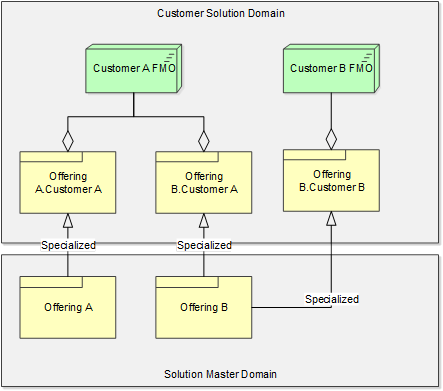 Customer Solution Domain
Customer A FMO
Customer B FMO
Offering
A.Customer A
Offering
B.Customer A
Offering
B.Customer B
Specialized
Specialized
Specialized
Offering A
Offering B
Solution Master Domain